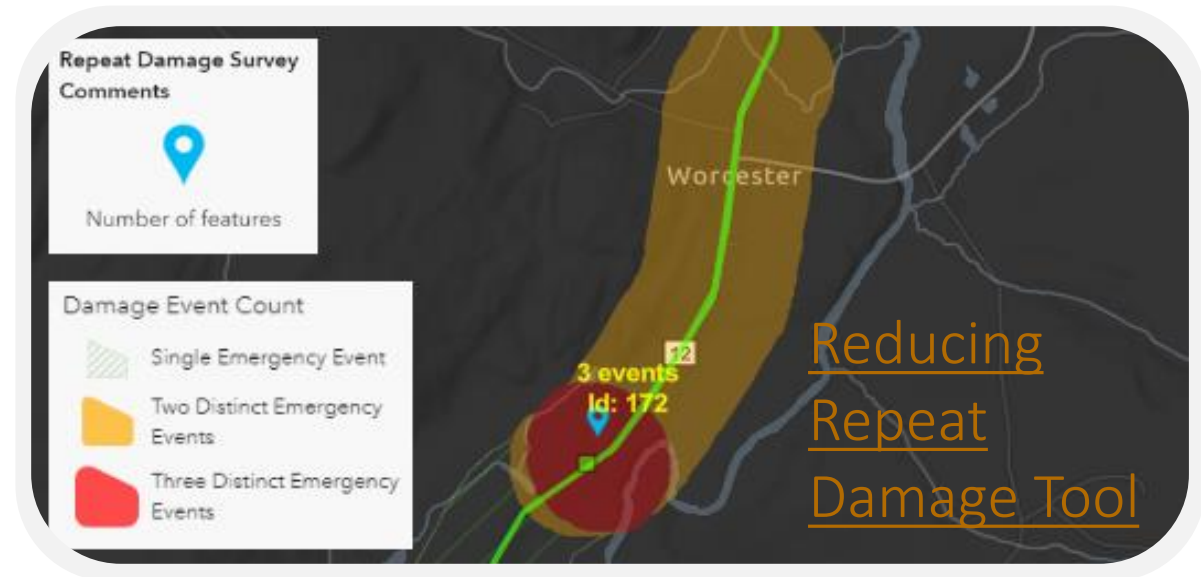 Repeat Damage Survey
Comments
Number of features
Damage Event Count
Single Emergency Event
Two Distinct Emergency
Events
Three Distinct Emergency
Events
Worcester
12
3 events
Id: 172
Reducing
Repeat
Damage Tool